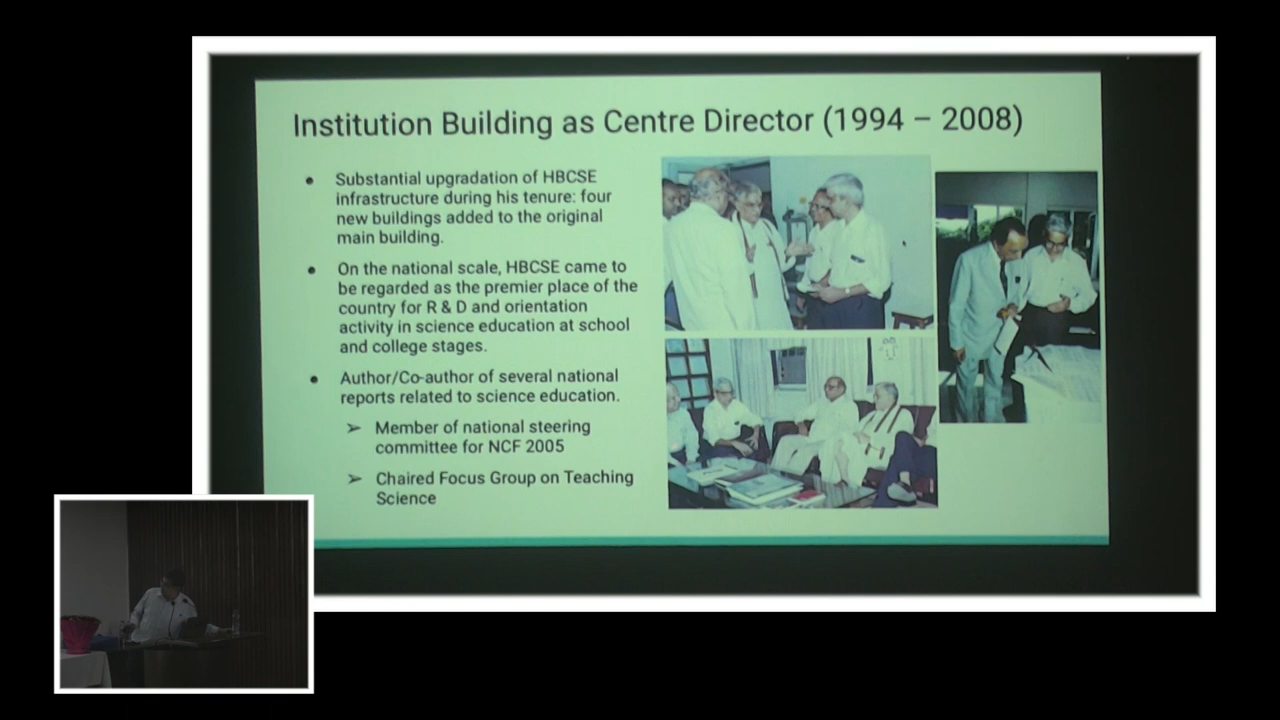 Institution Building as Centre Director (1994 – 2008)
● Substantial upgradation of HBCSE
infrastructure during his tenure: four
new buildings added to the original
main building.
● On the national scale, HBCSE came to
be regarded as the premier place of the
country for R & D and orientation
activity in science education at school
and college stages.
● Author/Co-author of several national
reports related to science education.
➢ Member of national steering
committee for NCF 2005
➢ Chaired Focus Group on Teaching
Science